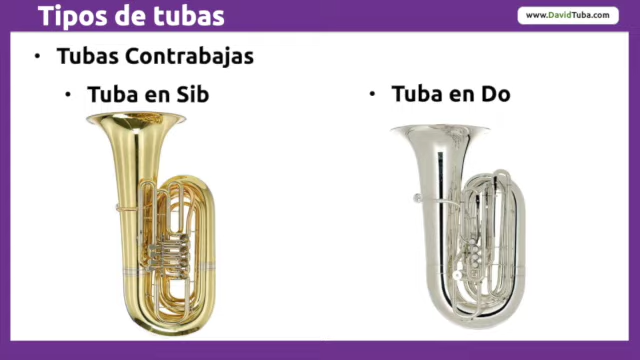 Tipos de tubas
www.DavidTuba.com
• Tubas Contrabajas
• Tuba en Sib
• Tuba en Do